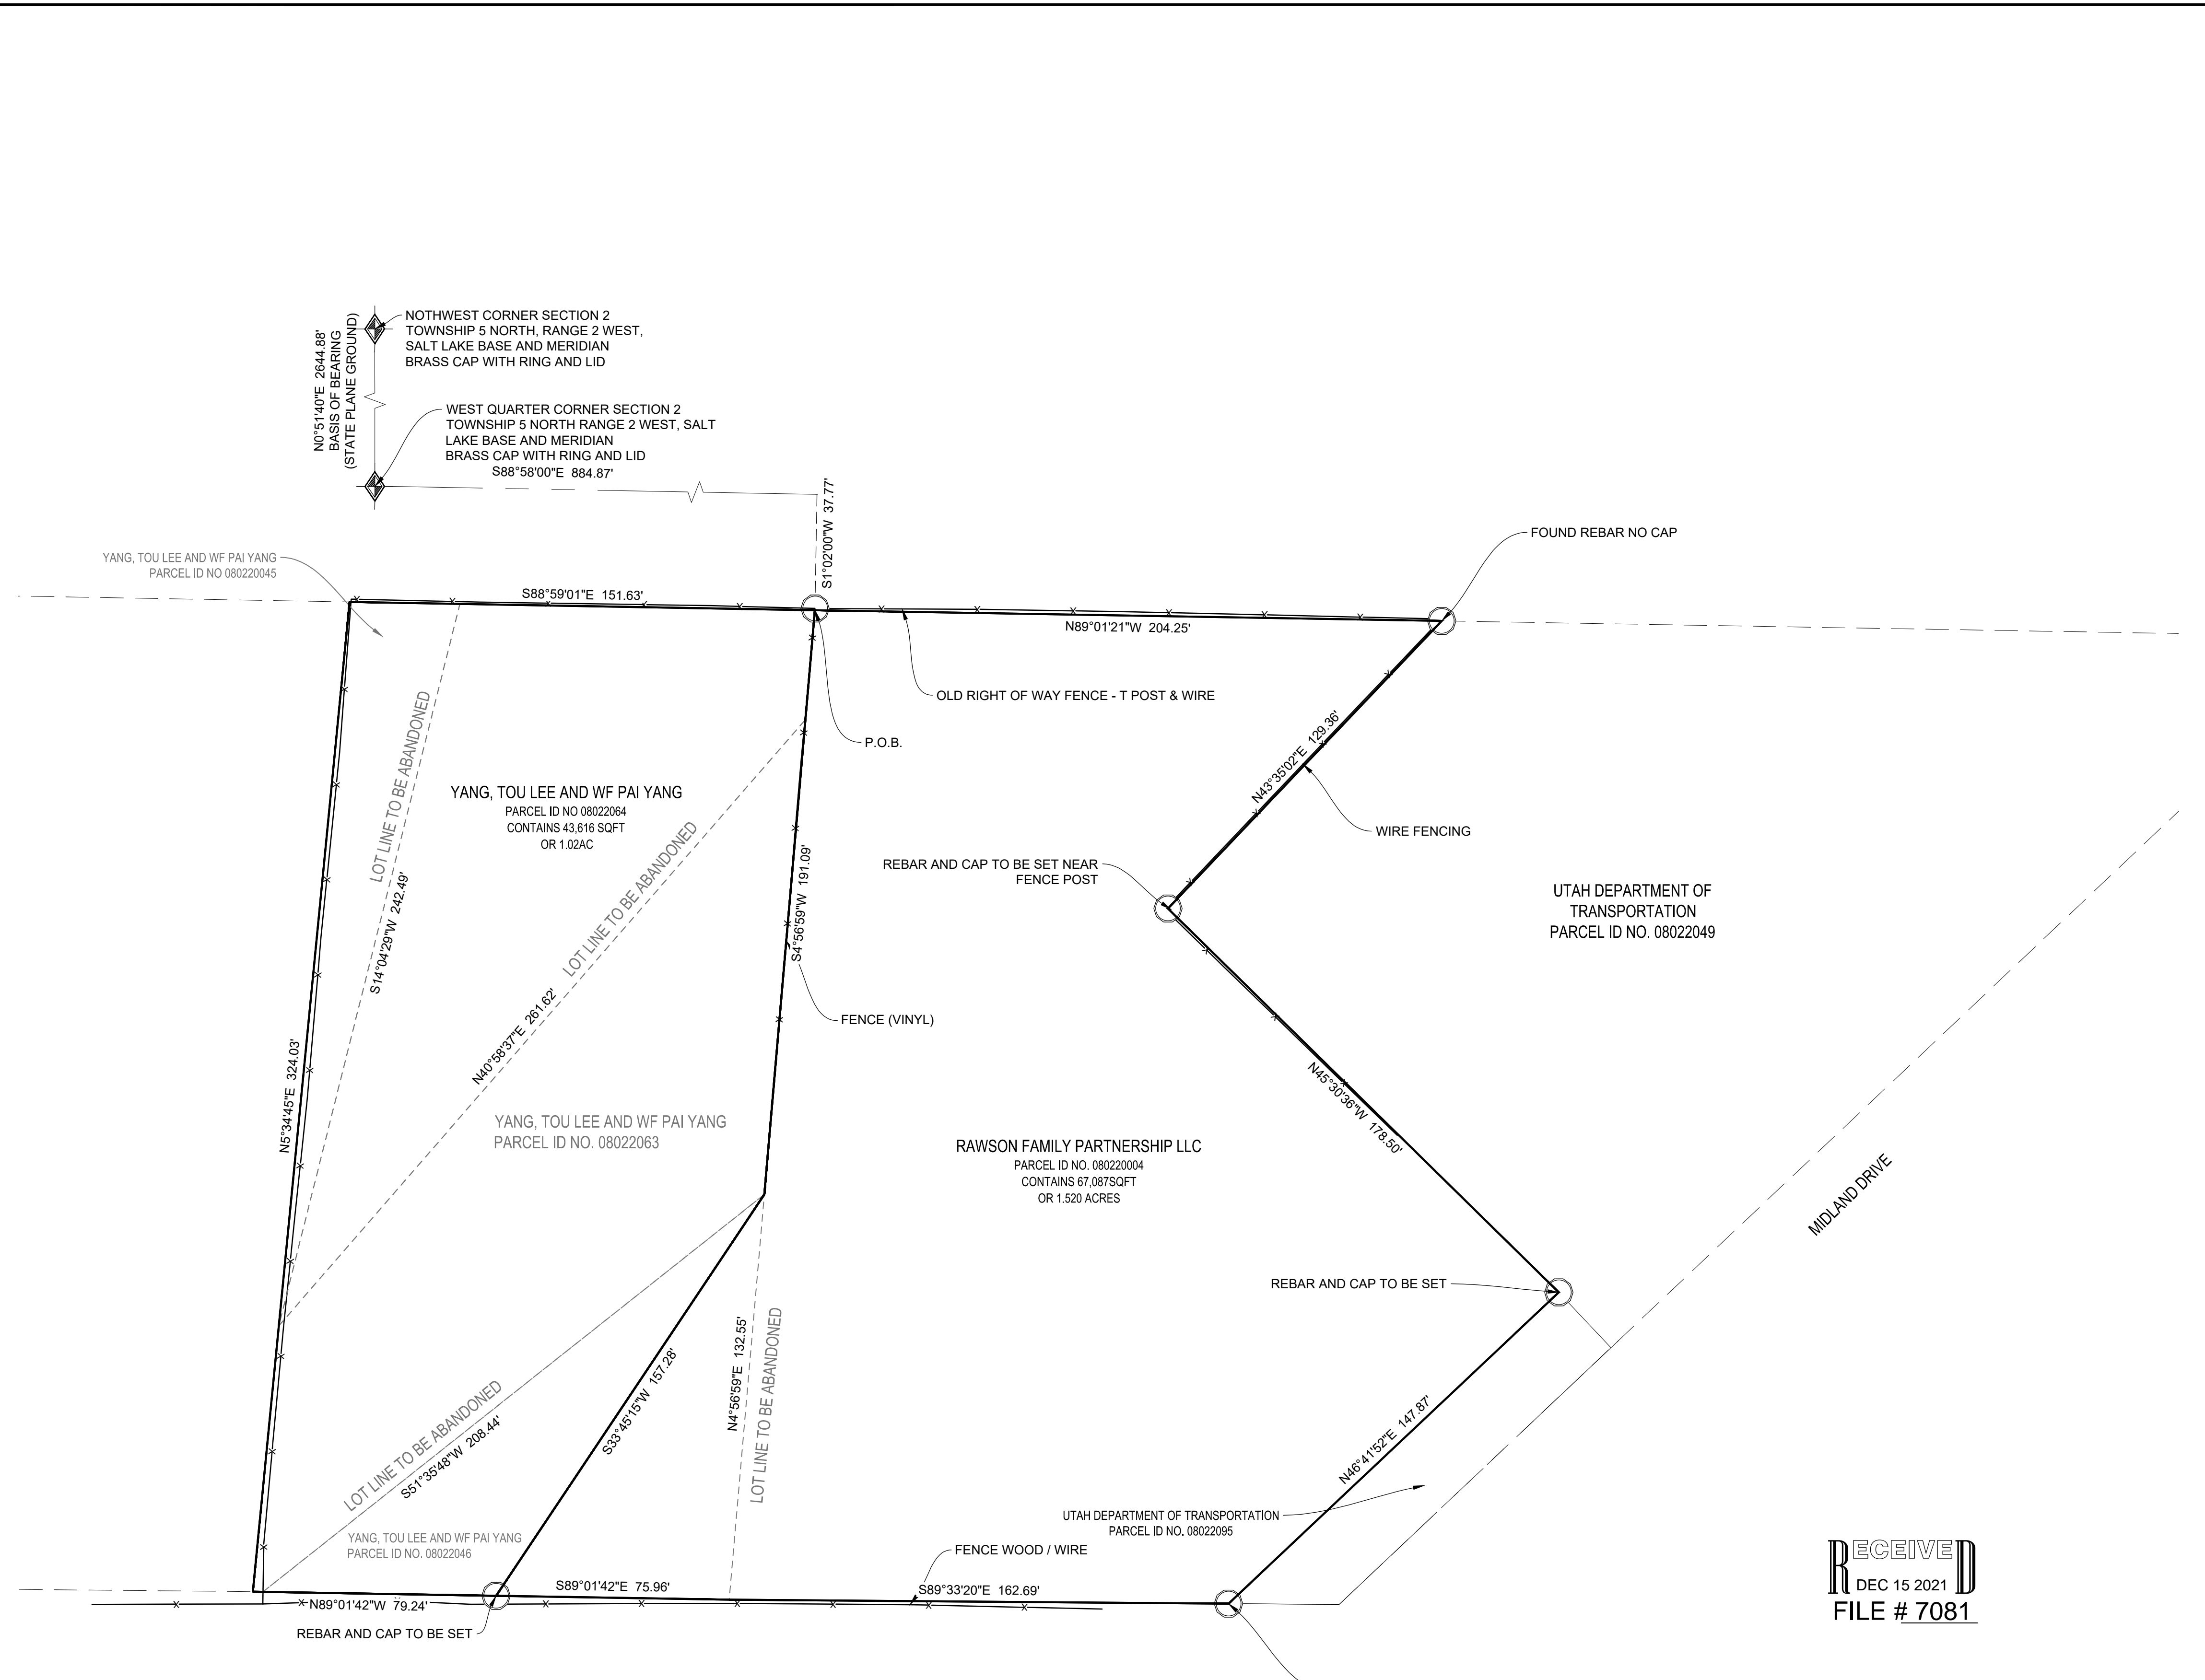 NOTHWEST CORNER SECTION 2
TOWNSHIP 5 NORTH, RANGE 2 WEST,
SALT LAKE BASE AND MERIDIAN
BRASS CAP WITH RING AND LID
N0°51'40"E 2644.88'
BASIS OF BEARING
(STATE PLANE GROUND)
WEST QUARTER CORNER SECTION 2
TOWNSHIP 5 NORTH RANGE 2 WEST, SALT
LAKE BASE AND MERIDIAN
BRASS CAP WITH RING AND LID
S88°58'00"E 884.87'
S1°02'00"W 37.77'
FOUND REBAR NO CAP
YANG, TOU LEE AND WF PAI YANG
PARCEL ID NO 080220045
S88°59'01"E 151.63'
N89°01'21"W 204.25'
OLD RIGHT OF WAY FENCE - T POST & WIRE
P.O.B.
LOT LINE TO BE ABANDONED
S14°04'29"W 242.49'
YANG, TOU LEE AND WF PAI YANG
PARCEL ID NO 08022064
CONTAINS 43,616 SQFT
OR 1.02AC
LOT LINE TO BE ABANDONED
N40°58'37"E 261.62'
S4°56'59"W 191.09'
N43°35'02"E 129.36'
WIRE FENCING
REBAR AND CAP TO BE SET NEAR
FENCE POST
UTAH DEPARTMENT OF
TRANSPORTATION
PARCEL ID NO. 08022049
FENCE (VINYL)
N5°34'45"E 324.03'
YANG, TOU LEE AND WF PAI YANG
PARCEL ID NO. 08022063
N45°30'36"W 178.50'
RAWSON FAMILY PARTNERSHIP LLC
PARCEL ID NO. 080220004
CONTAINS 67,087SQFT
OR 1.520 ACRES
MIDLAND DRIVE
REBAR AND CAP TO BE SET
LOT LINE TO BE ABANDONED
S51°35'48"W 208.44'
S33°45'15"W 157.28'
N4°56'59"E 132.55'
LOT LINE TO BE ABANDONED
N46°41'52"E 147.87'
UTAH DEPARTMENT OF TRANSPORTATION
PARCEL ID NO. 08022095
YANG, TOU LEE AND WF PAI YANG
PARCEL ID NO. 08022046
FENCE WOOD / WIRE
S89°01'42"E 75.96'
S89°33'20"E 162.69'
N89°01'42"W 79.24'
REBAR AND CAP TO BE SET
RECEIVED
DEC 15 2021
FILE # 7081